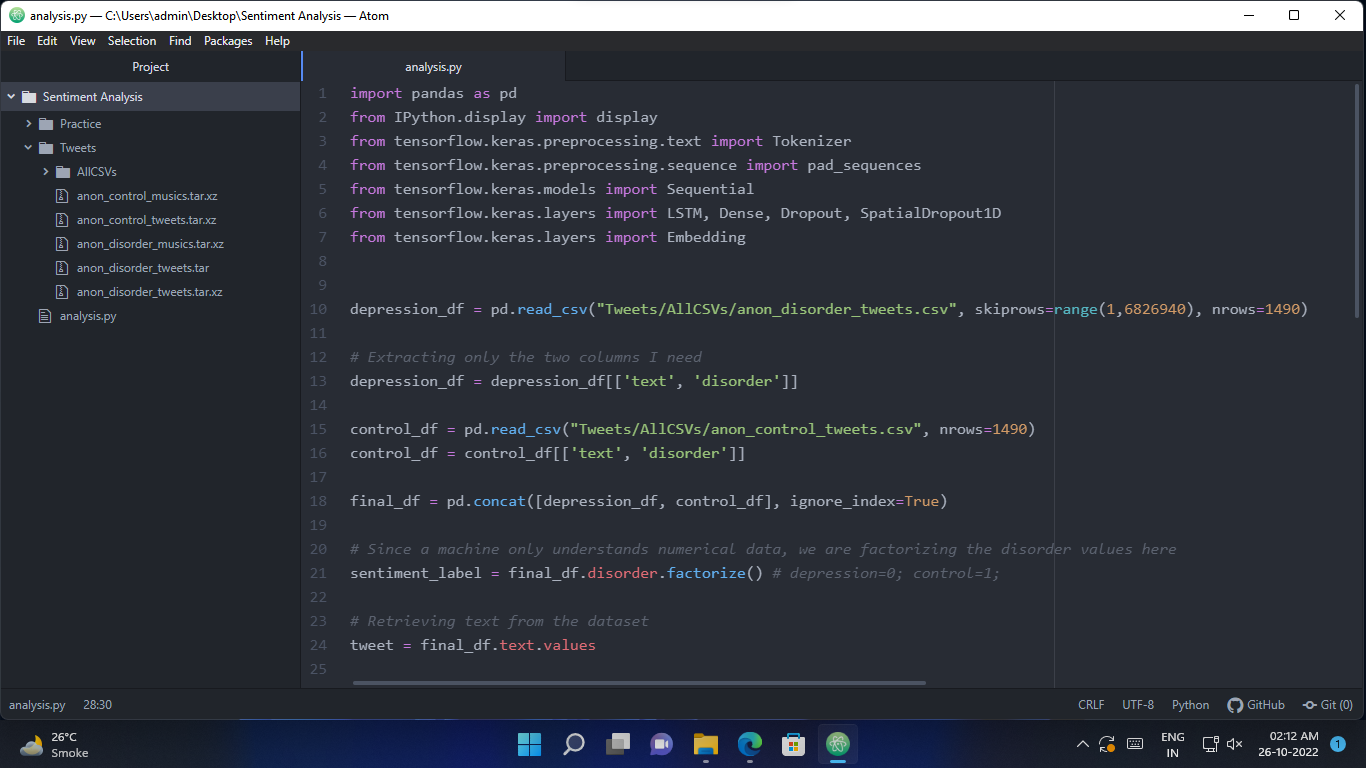 analysis.py — C:\Users\admin\Desktop\Sentiment Analysis — Atom
File Edit View Selection Find Packages Help
Project
Sentiment Analysis
Practice
Tweets
AllCSVs
anon_control_musics.tar.xz
anon_control_tweets.tar.xz
anon_disorder_musics.tar.xz
anon_disorder_tweets.tar
anon_disorder_tweets.tar.xz
analysis.py
analysis.py
1 import pandas as pd
2 from IPython.display import display
3 from tensorflow.keras.preprocessing.text import Tokenizer
4 from tensorflow.keras.preprocessing.sequence import pad_sequences
5 from tensorflow.keras.models import Sequential
6 from tensorflow.keras.layers import LSTM, Dense, Dropout, SpatialDropout1D
7 from tensorflow.keras.layers import Embedding
8
9
10 depression_df = pd.read_csv("Tweets/AllCSVs/anon_disorder_tweets.csv", skiprows=range(1,6826940), nrows=1490)
11
12 # Extracting only the two columns I need
13 depression_df = depression_df[['text', 'disorder']]
14
15 control_df = pd.read_csv("Tweets/AllCSVs/anon_control_tweets.csv", nrows=1490)
16 control_df = control_df[['text', 'disorder']]
17
18 final_df = pd.concat([depression_df, control_df], ignore_index=True)
19
20 # Since a machine only understands numerical data, we are factorizing the disorder values here
21 sentiment_label = final_df.disorder.factorize() # depression=0; control=1;
22
23 # Retrieving text from the dataset
24 tweet = final_df.text.values
25
analysis.py 28:30 CRLF UTF-8 Python GitHub Git (0)
26°C
Smoke
ENG
IN
02:12 AM
26-10-2022
1